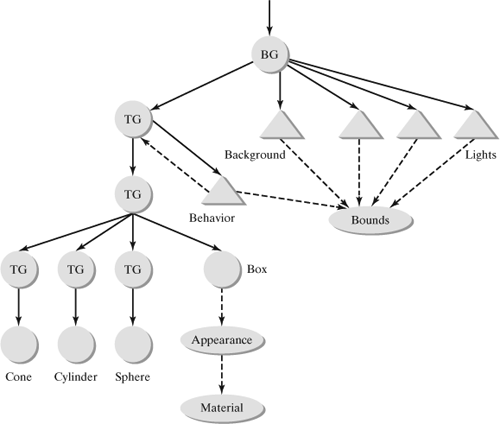 BG
TG
Background
Lights
TG
Behavior
Bounds
TG
TG
TG
Box
Appearance
Cone
Cylinder
Sphere
Material